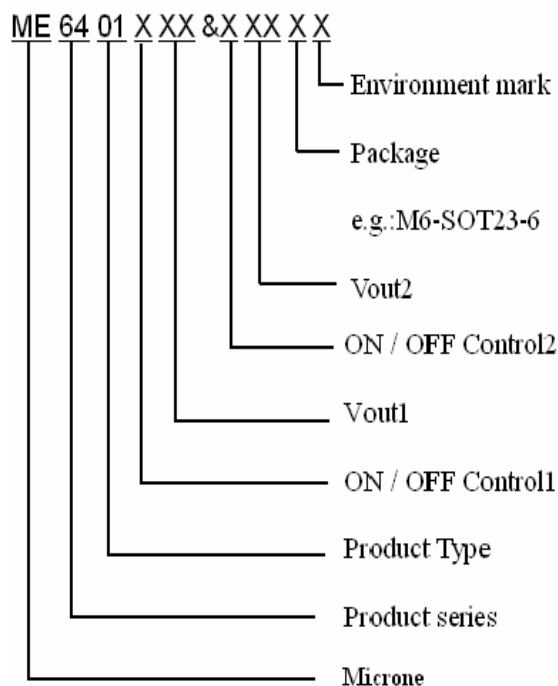 ME 64 01 X XX &X XX X X
Environment mark
Package
e.g.:M6-SOT23-6
Vout2
ON / OFF Control2
Vout1
ON / OFF Control1
Product Type
Product series
Microne